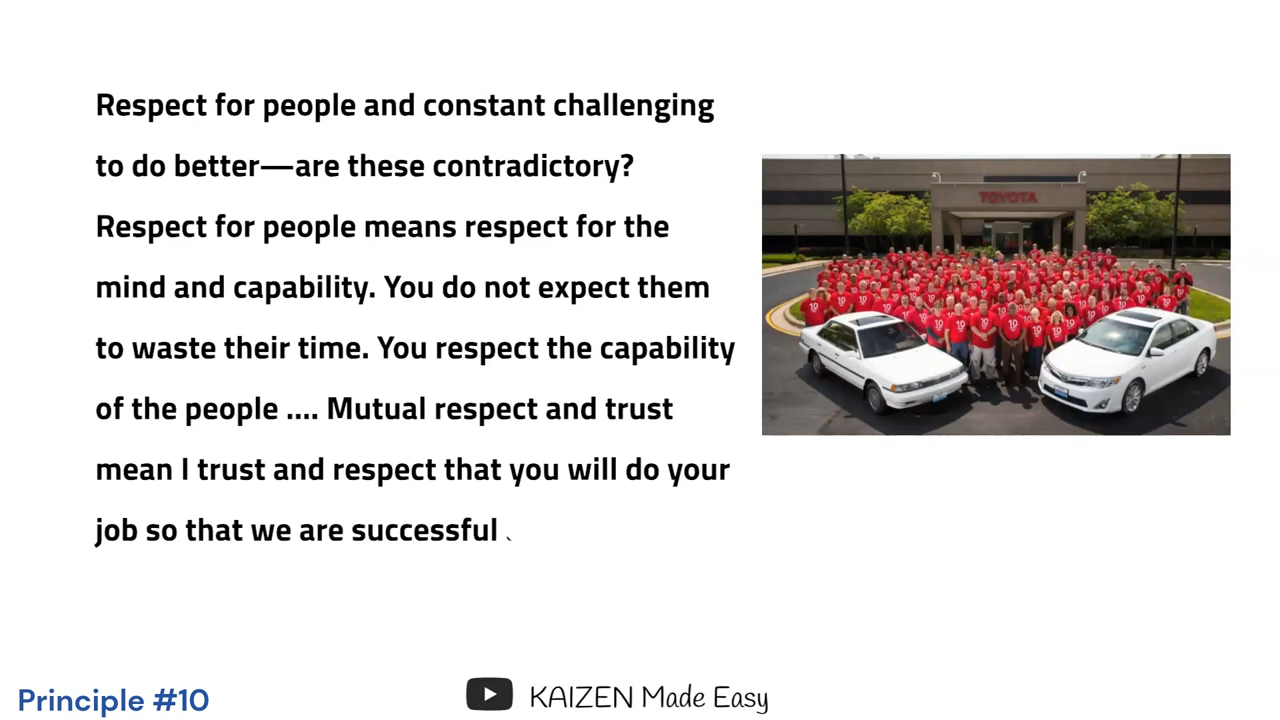 Respect for people and constant challenging
to do better—are these contradictory?
Respect for people means respect for the
mind and capability. You do not expect them
to waste their time. You respect the capability
of the people .... Mutual respect and trust
mean I trust and respect that you will do your
job so that we are successful
TOYOTA
10
Principle #10
KAIZEN Made Easy